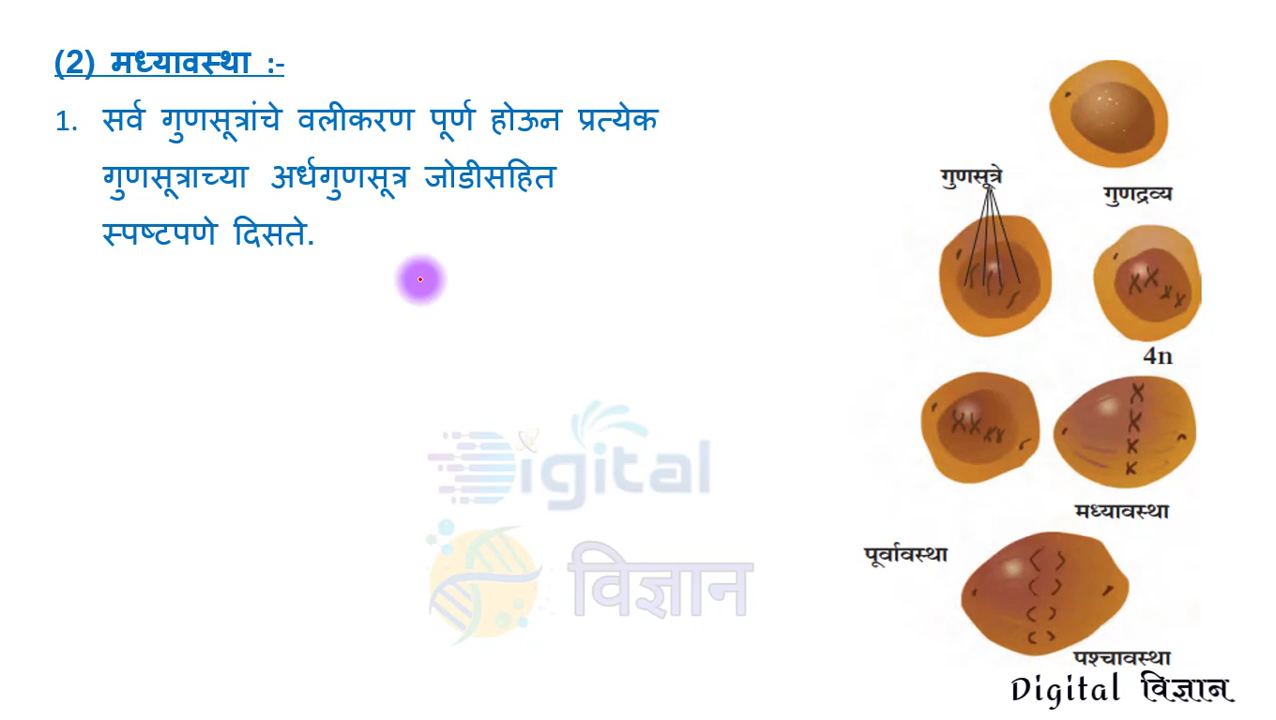 (2) मध्यावस्था :-
1. सर्व गुणसूत्रांचे वलीकरण पूर्ण होऊन प्रत्येक
गुणसूत्राच्या अर्धगुणसूत्र जोडीसहित
स्पष्टपणे दिसते.
गुणद्रव्य
गुणसूत्रे
4n
मध्यावस्था
पूर्वावस्था
पश्चावस्था
Digital
विज्ञान
Digital विज्ञान